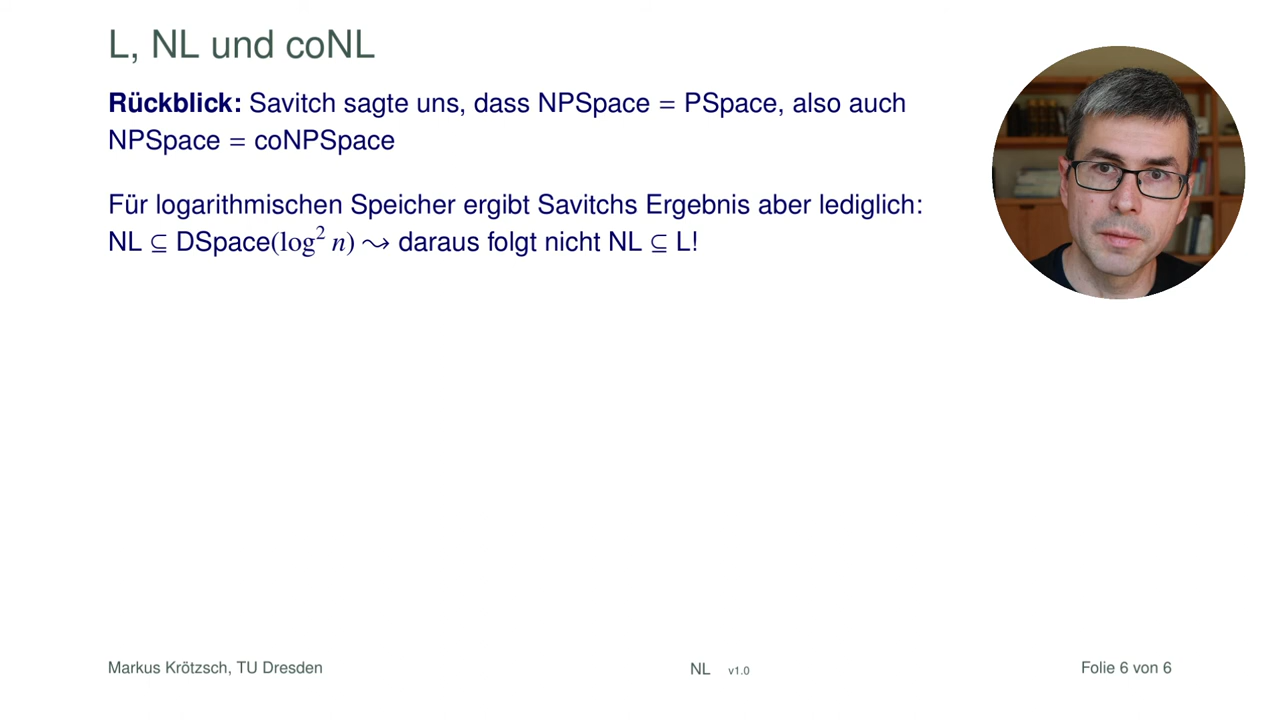 L, NL und coNL
Rückblick: Savitch sagte uns, dass NPSpace = PSpace, also auch
NPSpace = coNPSpace
Für logarithmischen Speicher ergibt Savitchs Ergebnis aber lediglich:
NL ⊆ DSpace(log² n) ⤳ daraus folgt nicht NL ⊆ L!
Markus Krötzsch, TU Dresden NL v1.0 Folie 6 von 6